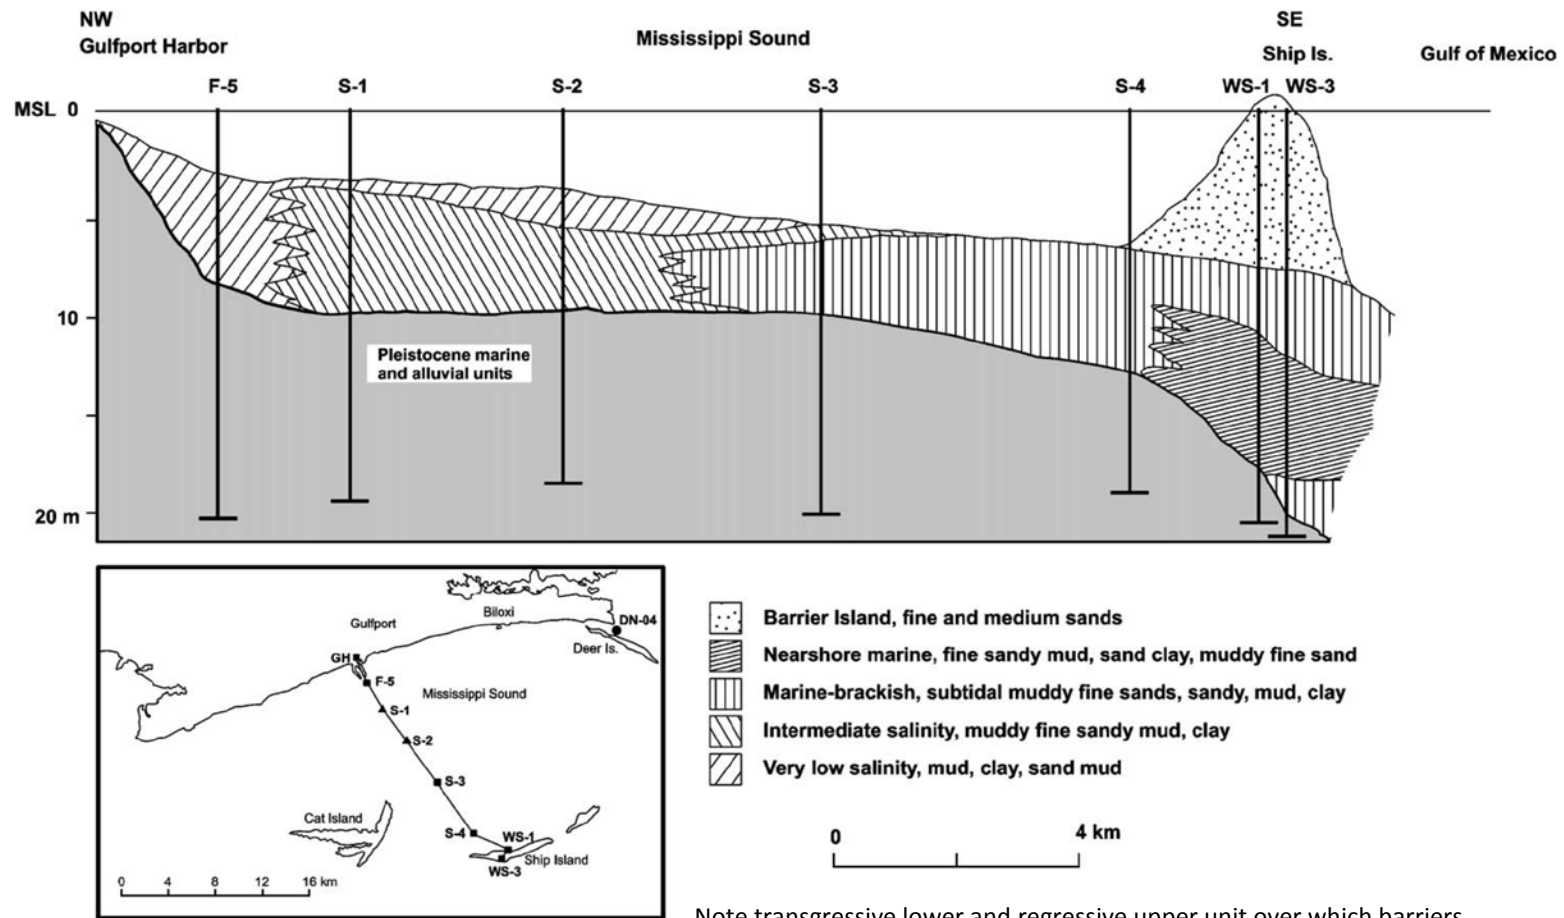 NW
Gulfport Harbor
Mississippi Sound
SE
Ship Is.
Gulf of Mexico
F-5
S-1
S-2
S-3
S-4
WS-1
WS-3
MSL 0
10
20 m
Pleistocene marine
and alluvial units
Biloxi
Gulfport
DN-04
Deer Is.
GH
F-5
Mississippi Sound
S-1
S-2
S-3
Cat Island
S-4
WS-1
Ship Island
WS-3
0 4 8 12 16 km
Barrier Island, fine and medium sands
Nearshore marine, fine sandy mud, sand clay, muddy fine sand
Marine-brackish, subtidal muddy fine sands, sandy, mud, clay
Intermediate salinity, muddy fine sandy mud, clay
Very low salinity, mud, clay, sand mud
0 4 km
Note transgressive lower and regressive upper unit over which barriers